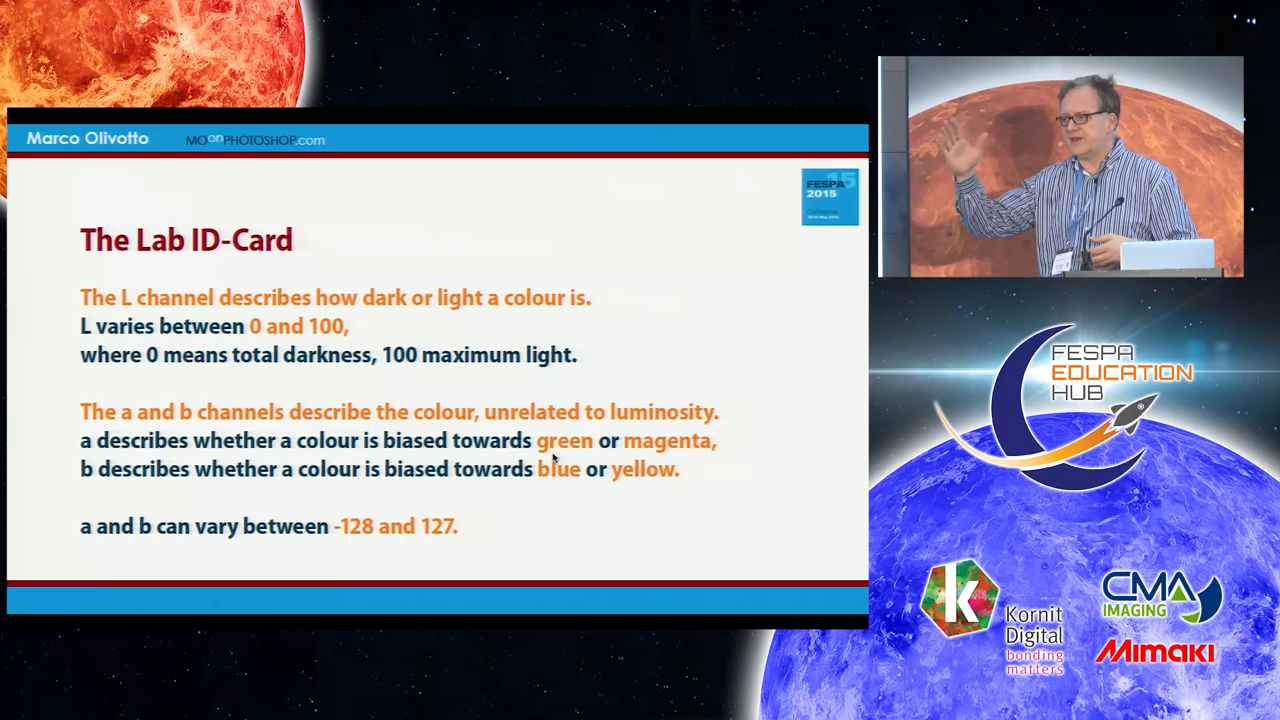 Marco Olivotto
MOonPHOTOSHOP.com
FESPA 15
2015
The Lab ID-Card
The L channel describes how dark or light a colour is.
L varies between 0 and 100,
where 0 means total darkness, 100 maximum light.
The a and b channels describe the colour, unrelated to luminosity.
a describes whether a colour is biased towards green or magenta,
b describes whether a colour is biased towards blue or yellow.
a and b can vary between -128 and 127.
FESPA
EDUCATION
HUB
k
Kornit
Digital
bonding
matters
CMA
IMAGING
Mimaki